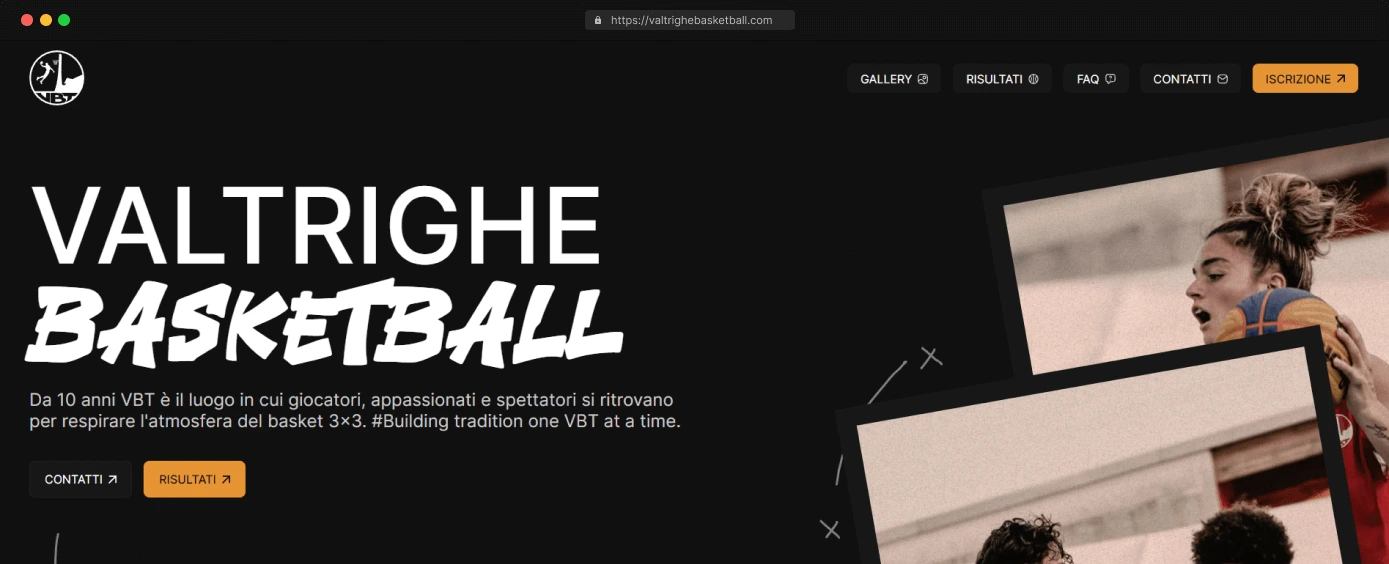 https://valtrighebasketball.com
VBT
GALLERY
RISULTATI
FAQ
CONTATTI
ISCRIZIONE
VALTRIGHE
BASKETBALL
Da 10 anni VBT è il luogo in cui giocatori, appassionati e spettatori si ritrovano
per respirare l'atmosfera del basket 3×3. #Building tradition one VBT at a time.
CONTATTI
RISULTATI